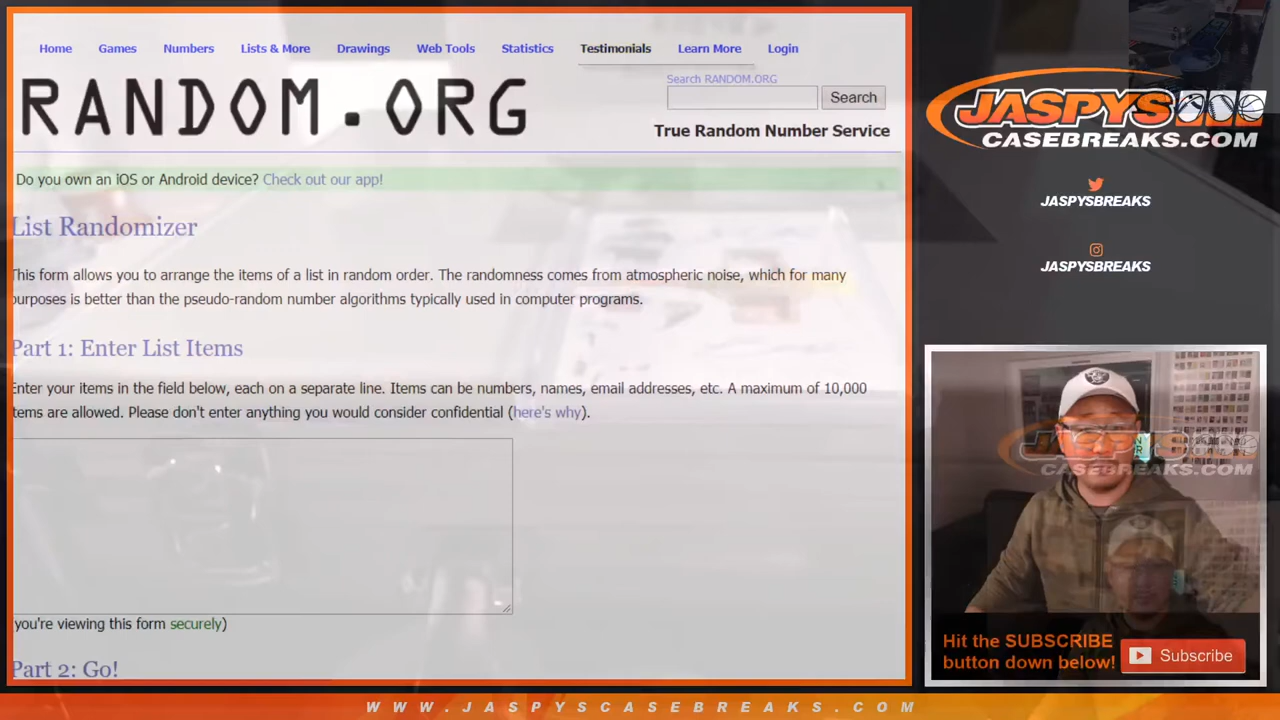 Home Games Numbers Lists & More Drawings Web Tools Statistics Testimonials Learn More Login
Search RANDOM.ORG
RANDOM.ORG
Search
True Random Number Service
Do you own an iOS or Android device? Check out our app!
List Randomizer
This form allows you to arrange the items of a list in random order. The randomness comes from atmospheric noise, which for many
purposes is better than the pseudo-random number algorithms typically used in computer programs.
Part 1: Enter List Items
Enter your items in the field below, each on a separate line. Items can be numbers, names, email addresses, etc. A maximum of 10,000
items are allowed. Please don't enter anything you would consider confidential (here's why).
you're viewing this form securely)
Part 2: Go!
JASPYS
CASEBREAKS.COM
JASPYSBREAKS
JASPYSBREAKS
JASPYS
CASEBREAKS.COM
Hit the SUBSCRIBE
button down below!
Subscribe
WWW.JASPYSCASEBREAKS.COM